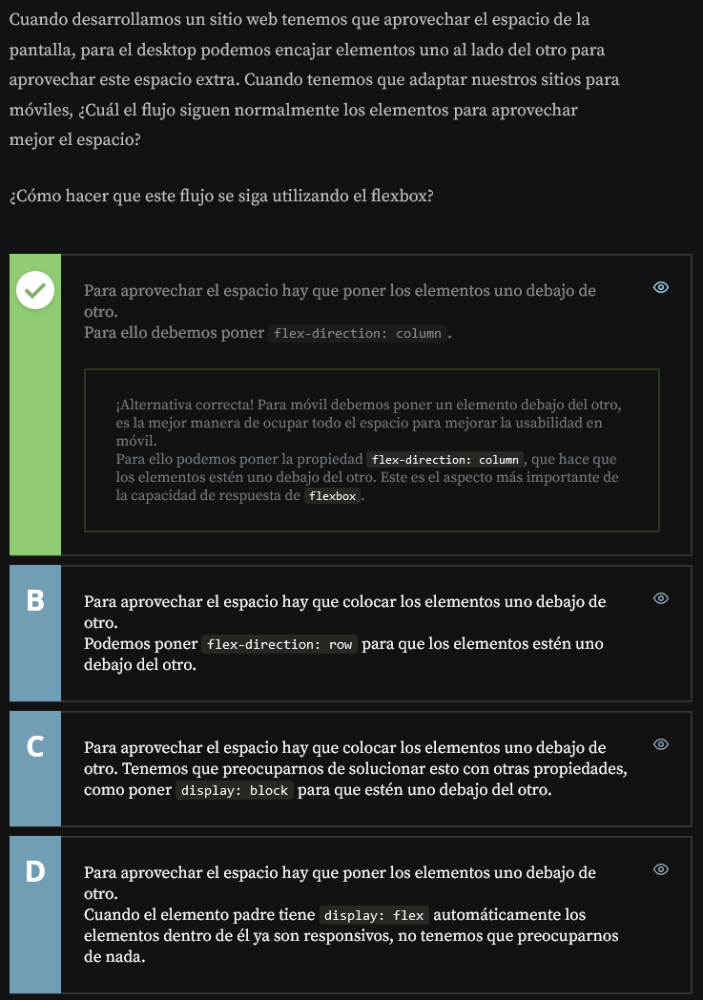 Cuando desarrollamos un sitio web tenemos que aprovechar el espacio de la
pantalla, para el desktop podemos encajar elementos uno al lado del otro para
aprovechar este espacio extra. Cuando tenemos que adaptar nuestros sitios para
móviles, ¿Cuál el flujo siguen normalmente los elementos para aprovechar
mejor el espacio?
¿Cómo hacer que este flujo se siga utilizando el flexbox?
Para aprovechar el espacio hay que poner los elementos uno debajo de
otro.
Para ello debemos poner flex-direction: column.
¡Alternativa correcta! Para móvil debemos poner un elemento debajo del otro,
es la mejor manera de ocupar todo el espacio para mejorar la usabilidad en
móvil.
Para ello podemos poner la propiedad flex-direction: column, que hace que
los elementos estén uno debajo del otro. Este es el aspecto más importante de
la capacidad de respuesta de flexbox.
B
Para aprovechar el espacio hay que colocar los elementos uno debajo de
otro.
Podemos poner flex-direction: row para que los elementos estén uno
debajo del otro.
C
Para aprovechar el espacio hay que colocar los elementos uno debajo de
otro. Tenemos que preocuparnos de solucionar esto con otras propiedades,
como poner display: block para que estén uno debajo del otro.
D
Para aprovechar el espacio hay que poner los elementos uno debajo de
otro.
Cuando el elemento padre tiene display: flex automáticamente los
elementos dentro de él ya son responsivos, no tenemos que preocuparnos
de nada.